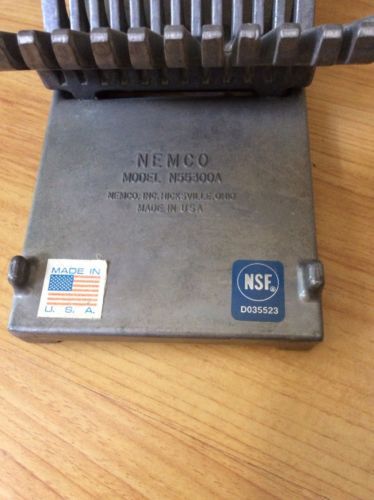 NEMCO
MODEL N55300A
NEMCO, INC. HICKSVILLE, OHIO
MADE IN U.S.A
MADE IN
U. S. A.
NSF®
D035523